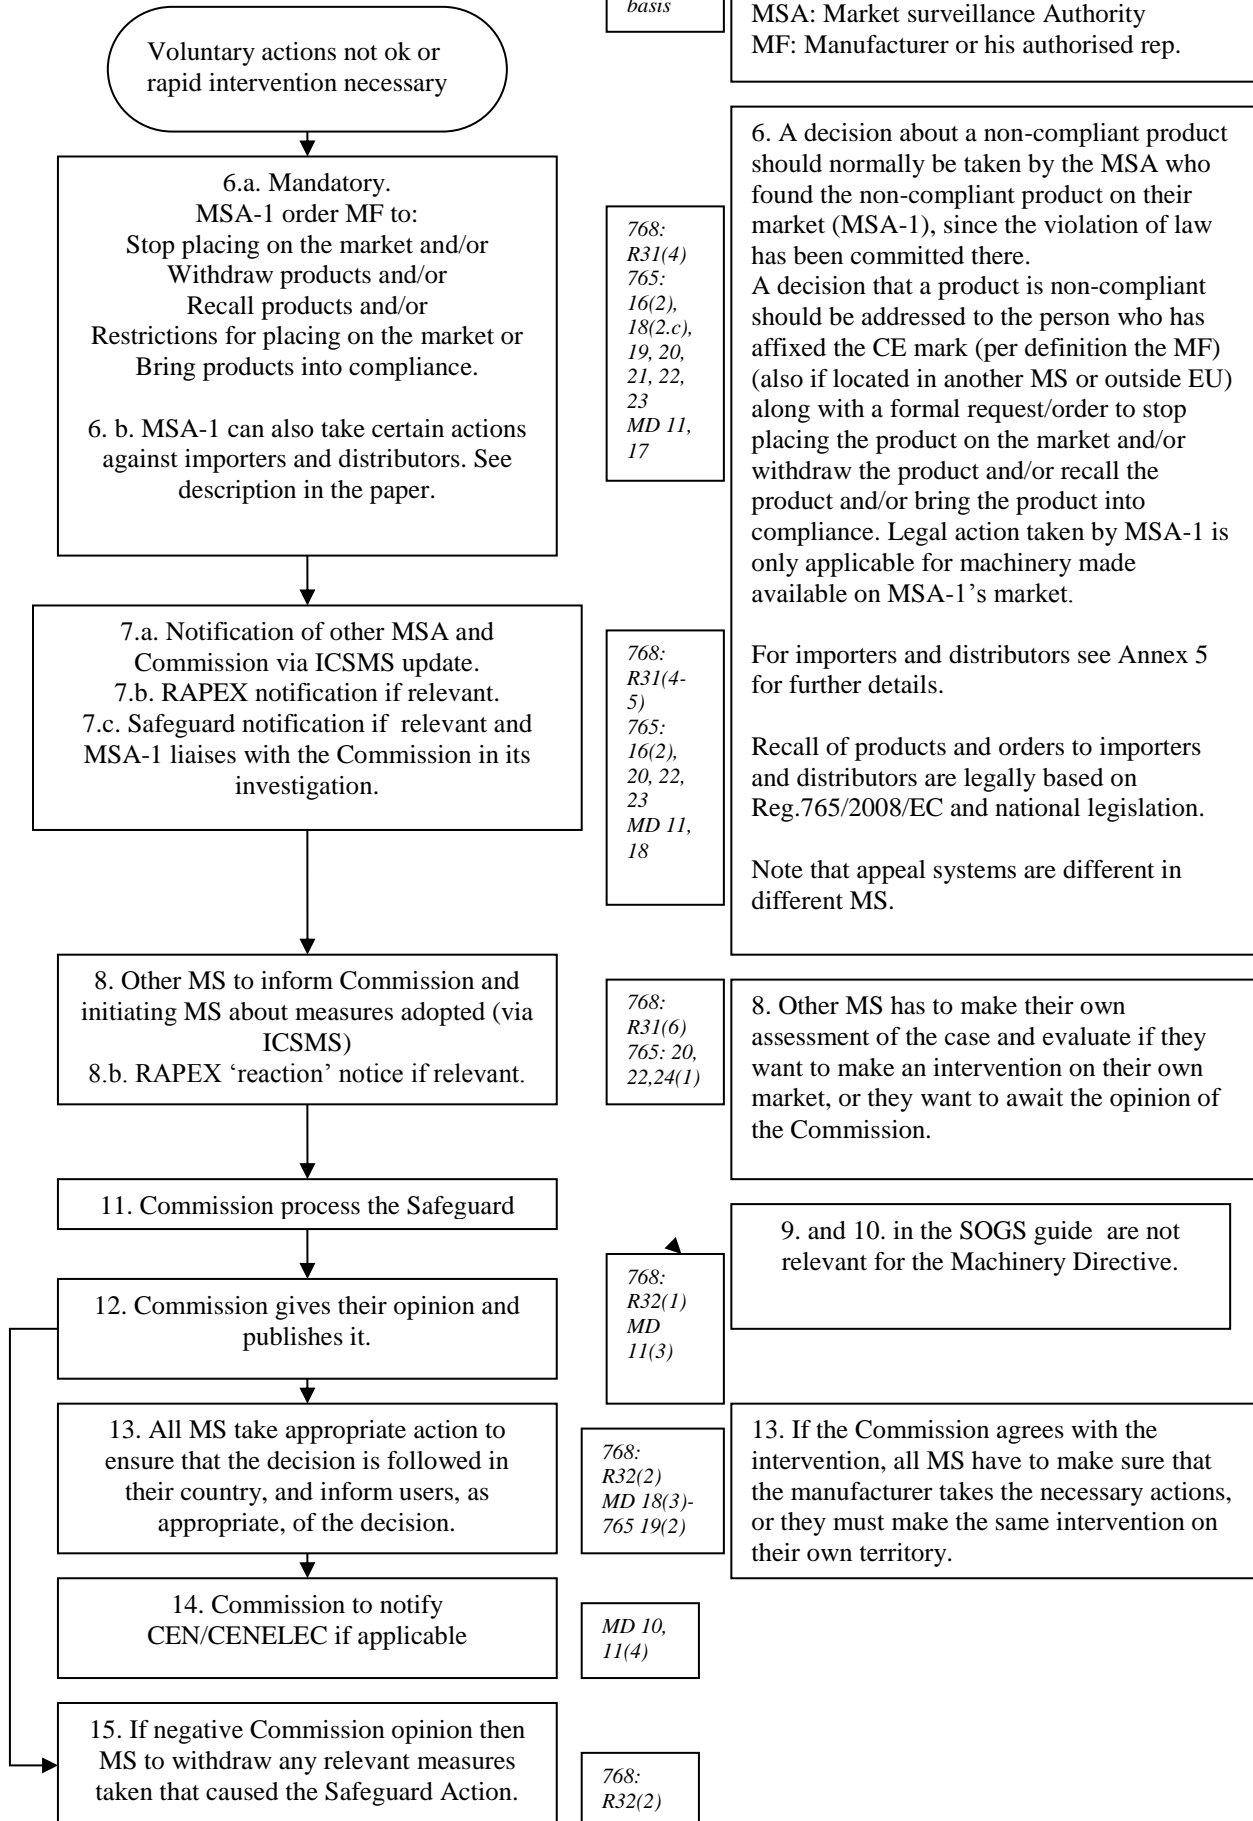 basis
MSA: Market surveillance Authority
MF: Manufacturer or his authorised rep.
Voluntary actions not ok or
rapid intervention necessary
6.a. Mandatory.
MSA-1 order MF to:
Stop placing on the market and/or
Withdraw products and/or
Recall products and/or
Restrictions for placing on the market or
Bring products into compliance.
6. b. MSA-1 can also take certain actions
against importers and distributors. See
description in the paper.
768:
R31(4)
765:
16(2),
18(2.c),
19, 20,
21, 22,
23
MD 11,
17
6. A decision about a non-compliant product
should normally be taken by the MSA who
found the non-compliant product on their
market (MSA-1), since the violation of law
has been committed there.
A decision that a product is non-compliant
should be addressed to the person who has
affixed the CE mark (per definition the MF)
(also if located in another MS or outside EU)
along with a formal request/order to stop
placing the product on the market and/or
withdraw the product and/or recall the
product and/or bring the product into
compliance. Legal action taken by MSA-1 is
only applicable for machinery made
available on MSA-1's market.
For importers and distributors see Annex 5
for further details.
Recall of products and orders to importers
and distributors are legally based on
Reg.765/2008/EC and national legislation.
Note that appeal systems are different in
different MS.
7.a. Notification of other MSA and
Commission via ICSMS update.
7.b. RAPEX notification if relevant.
7.c. Safeguard notification if relevant and
MSA-1 liaises with the Commission in its
investigation.
768:
R31(4-
5)
765:
16(2),
20, 22,
23
MD 11,
18
8. Other MS to inform Commission and
initiating MS about measures adopted (via
ICSMS)
8.b. RAPEX ‘reaction’ notice if relevant.
768:
R31(6)
765: 20,
22,24(1)
8. Other MS has to make their own
assessment of the case and evaluate if they
want to make an intervention on their own
market, or they want to await the opinion of
the Commission.
11. Commission process the Safeguard
9. and 10. in the SOGS guide are not
relevant for the Machinery Directive.
12. Commission gives their opinion and
publishes it.
768:
R32(1)
MD
11(3)
13. All MS take appropriate action to
ensure that the decision is followed in
their country, and inform users, as
appropriate, of the decision.
768:
R32(2)
MD 18(3)-
765 19(2)
13. If the Commission agrees with the
intervention, all MS have to make sure that
the manufacturer takes the necessary actions,
or they must make the same intervention on
their own territory.
14. Commission to notify
CEN/CENELEC if applicable
MD 10,
11(4)
15. If negative Commission opinion then
MS to withdraw any relevant measures
taken that caused the Safeguard Action.
768:
R32(2)